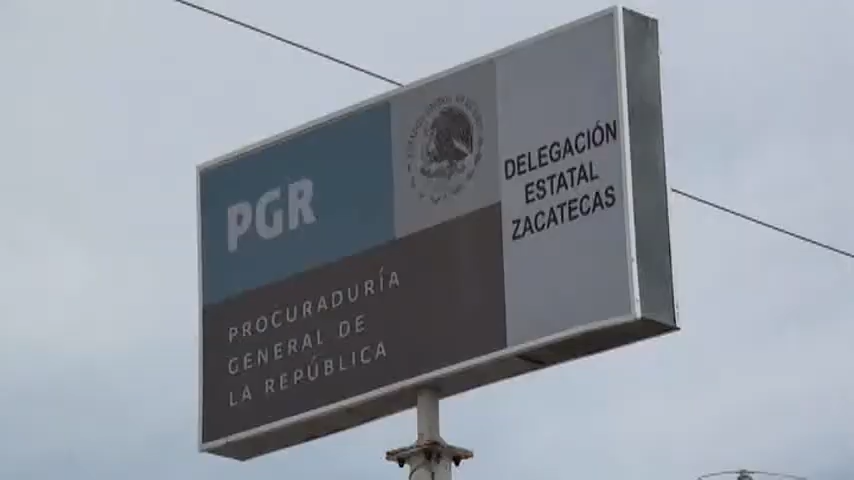 PGR
PROCURADURÍA
GENERAL DE
LA REPÚBLICA
DELEGACIÓN
ESTATAL
ZACATECAS